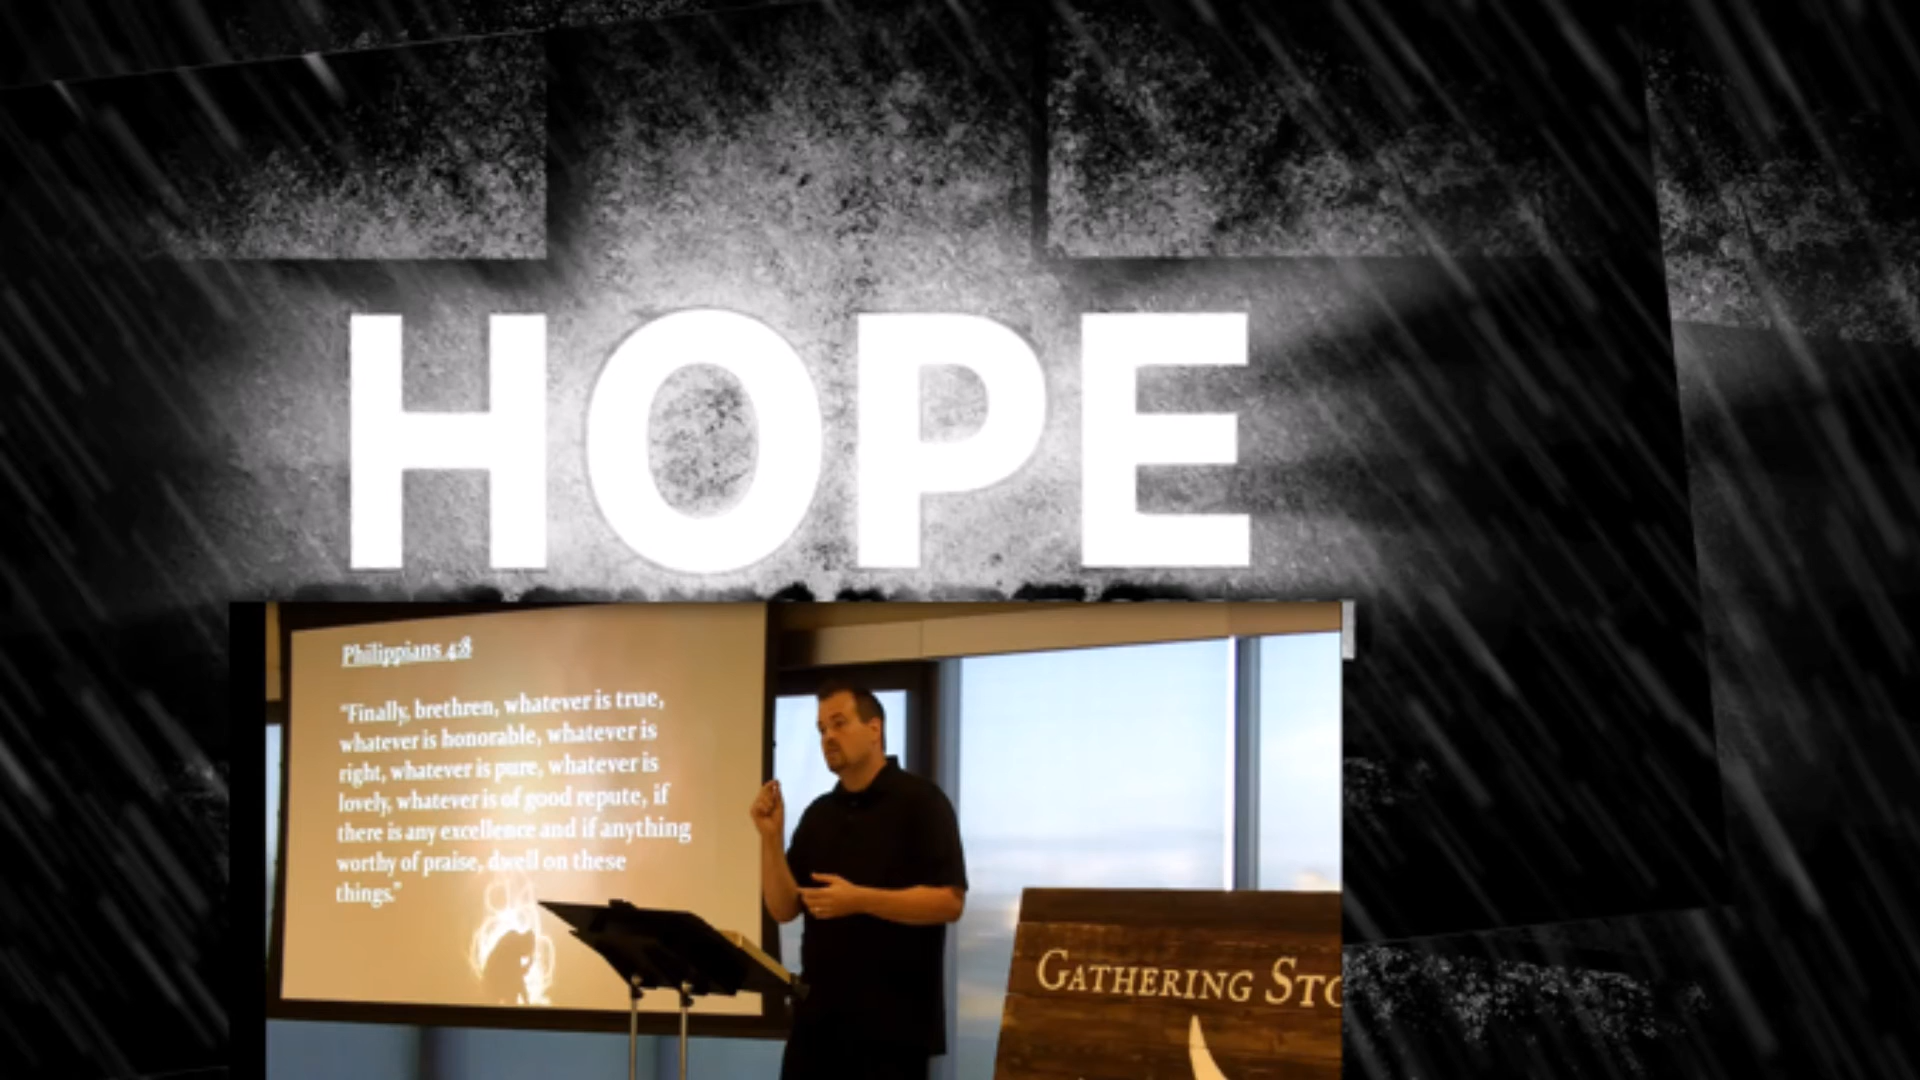 HOPE
Philippians 4:8
“Finally, brethren, whatever is true,
whatever is honorable, whatever is
right, whatever is pure, whatever is
lovely, whatever is of good repute, if
there is any excellence and if anything
worthy of praise, dwell on these
things.”
GATHERING STO